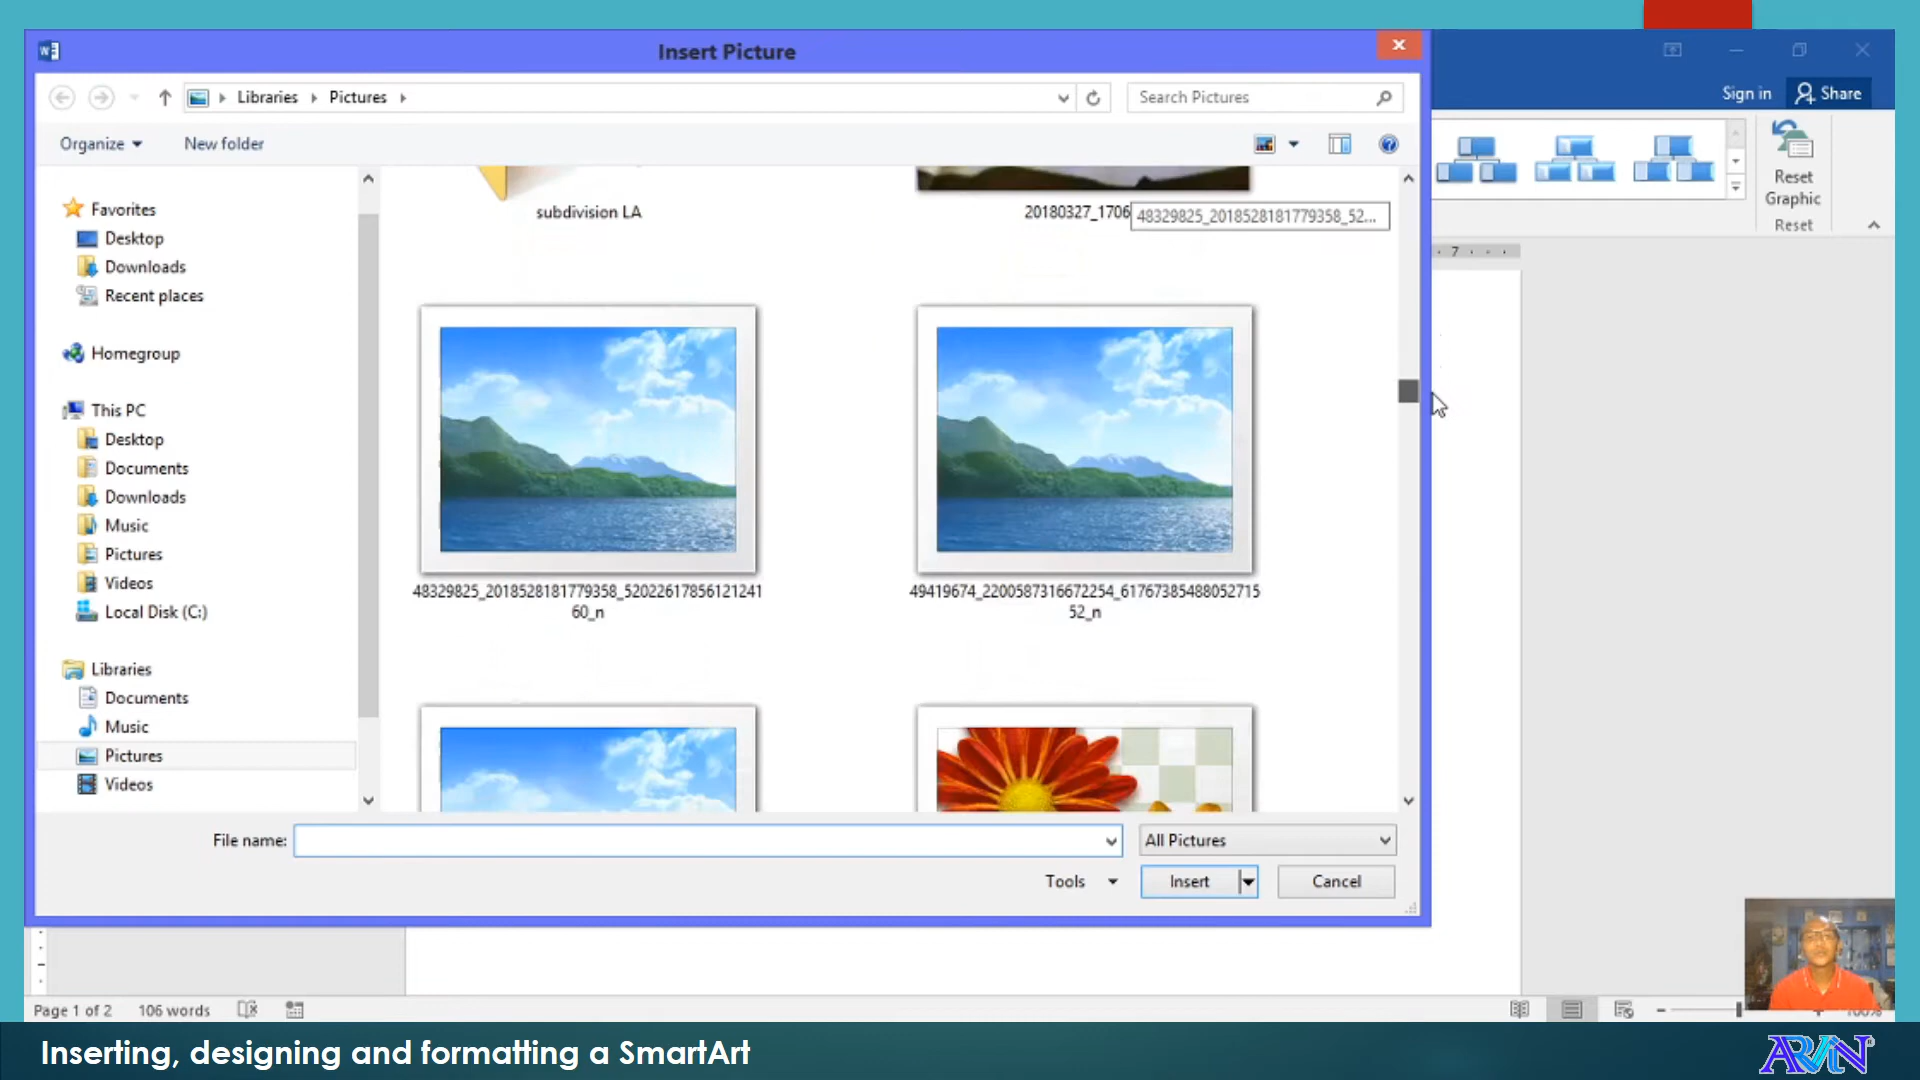 Insert Picture
Libraries
Pictures
Search Pictures
Sign in
Share
Organize
New folder
Reset
Graphic
Reset
Favorites
Desktop
Downloads
Recent places
Homegroup
This PC
Desktop
Documents
Downloads
Music
Pictures
Videos
Local Disk (C:)
Libraries
Documents
Music
Pictures
Videos
subdivision LA
20180327_1706
48329825_2018528181779358_52...
7
48329825_2018528181779358_52022617856121241
60_n
49419674_2200587316672254_61767385488052715
52_n
File name:
All Pictures
Tools
Insert
Cancel
Page 1 of 2
106 words
Inserting, designing and formatting a SmartArt
ARVIN